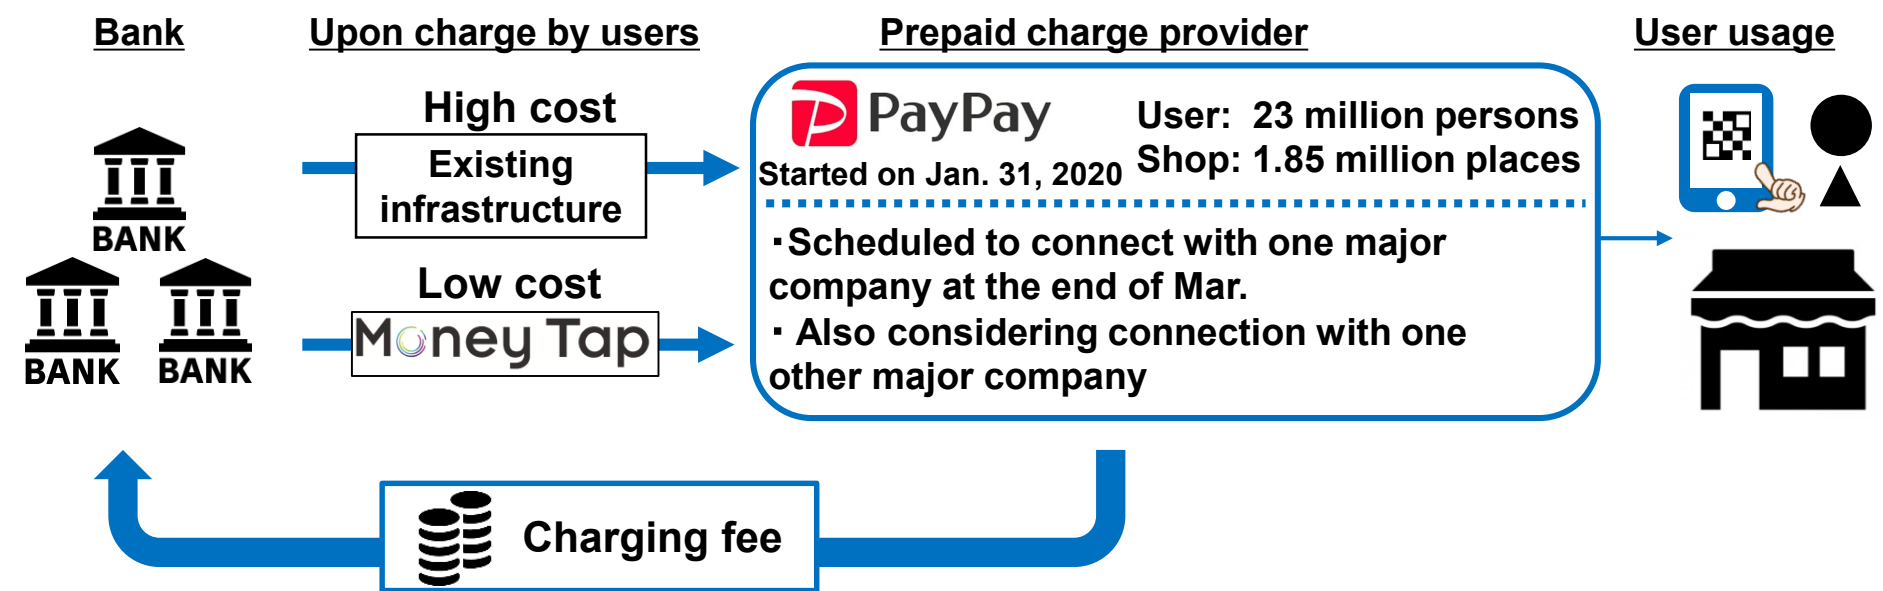 Bank
Upon charge by users
Prepaid charge provider
User usage
BANK
BANK
BANK
High cost
Existing
infrastructure
Low cost
Money Tap
PayPay
Started on Jan. 31, 2020
User: 23 million persons
Shop: 1.85 million places
・Scheduled to connect with one major
company at the end of Mar.
・ Also considering connection with one
other major company
Charging fee